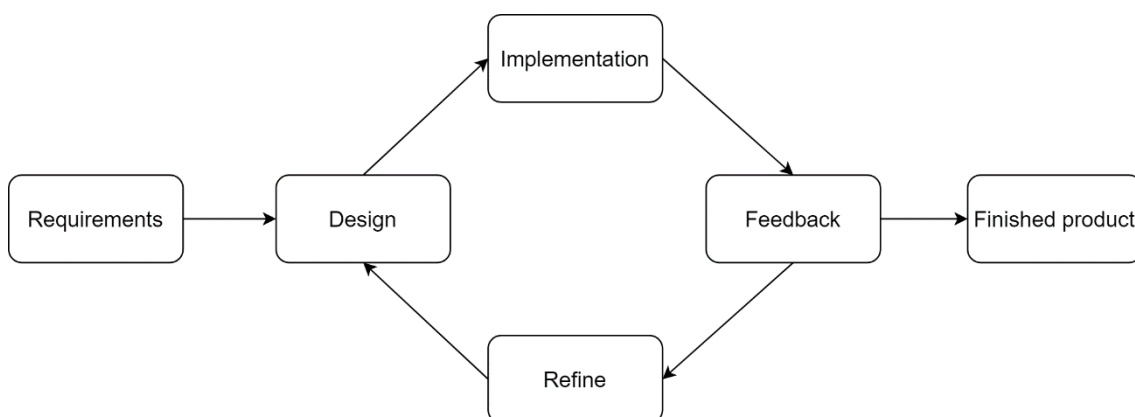 Implementation
Requirements
Design
Feedback
Finished product
Refine